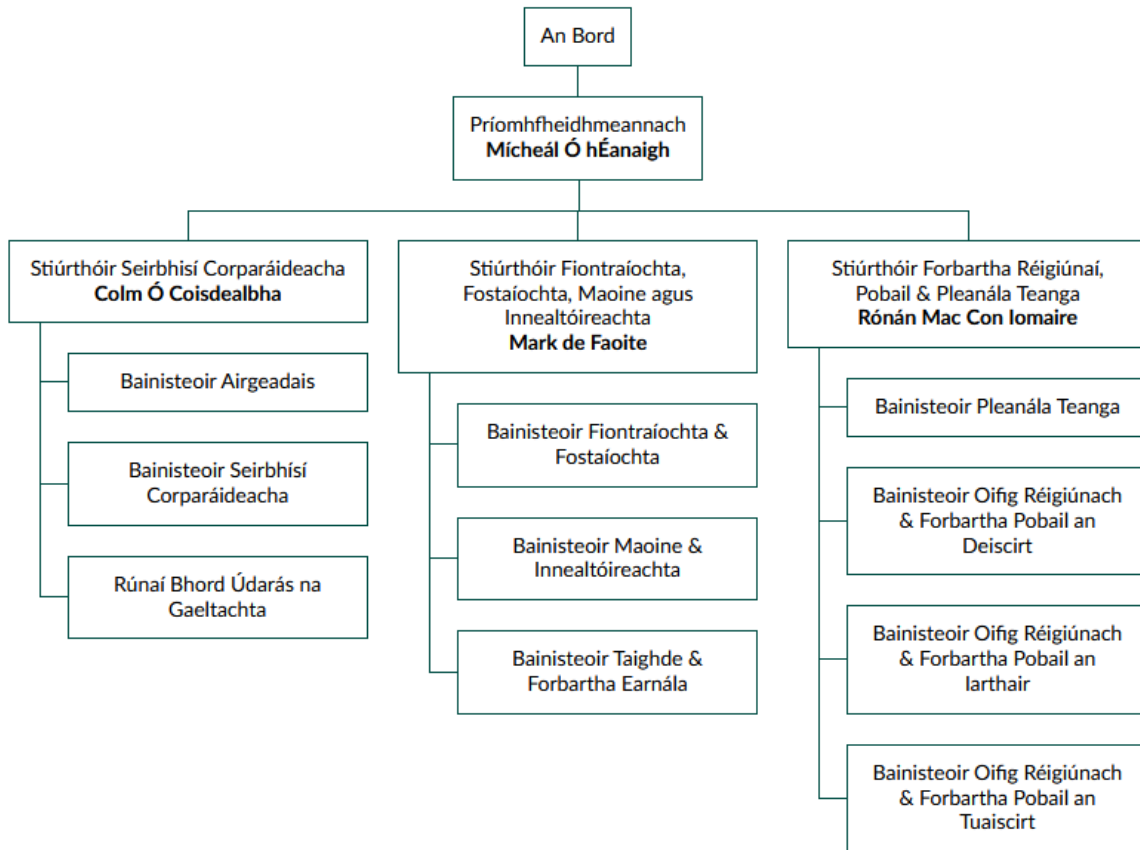 An Bord
Príomhfheidhmeannach
Mícheál Ó hÉanaigh
Stiúrthóir Seirbhisí Corparáideacha
Colm Ó Coisdealbha
Bainisteoir Airgeadais
Bainisteoir Seirbhísí
Corparáideacha
Rúnaí Bhord Údarás na
Gaeltachta
Stiúrthóir Fiontraíochta,
Fostaíochta, Maoine agus
Innealtóireachta
Mark de Faoite
Bainisteoir Fiontraíochta &
Fostaíochta
Bainisteoir Maoine &
Innealtóireachta
Bainisteoir Taighde &
Forbartha Earnála
Stiúrthóir Forbartha Réigiúnaí,
Pobail & Pleanála Teanga
Rónán Mac Con Iomaire
Bainisteoir Pleanála Teanga
Bainisteoir Oifig Réigiúnach
& Forbartha Pobail an
Deiscirt
Bainisteoir Oifig Réigiúnach
& Forbartha Pobail an
Iarthair
Bainisteoir Oifig Réigiúnach
& Forbartha Pobail an
Tuaiscirt